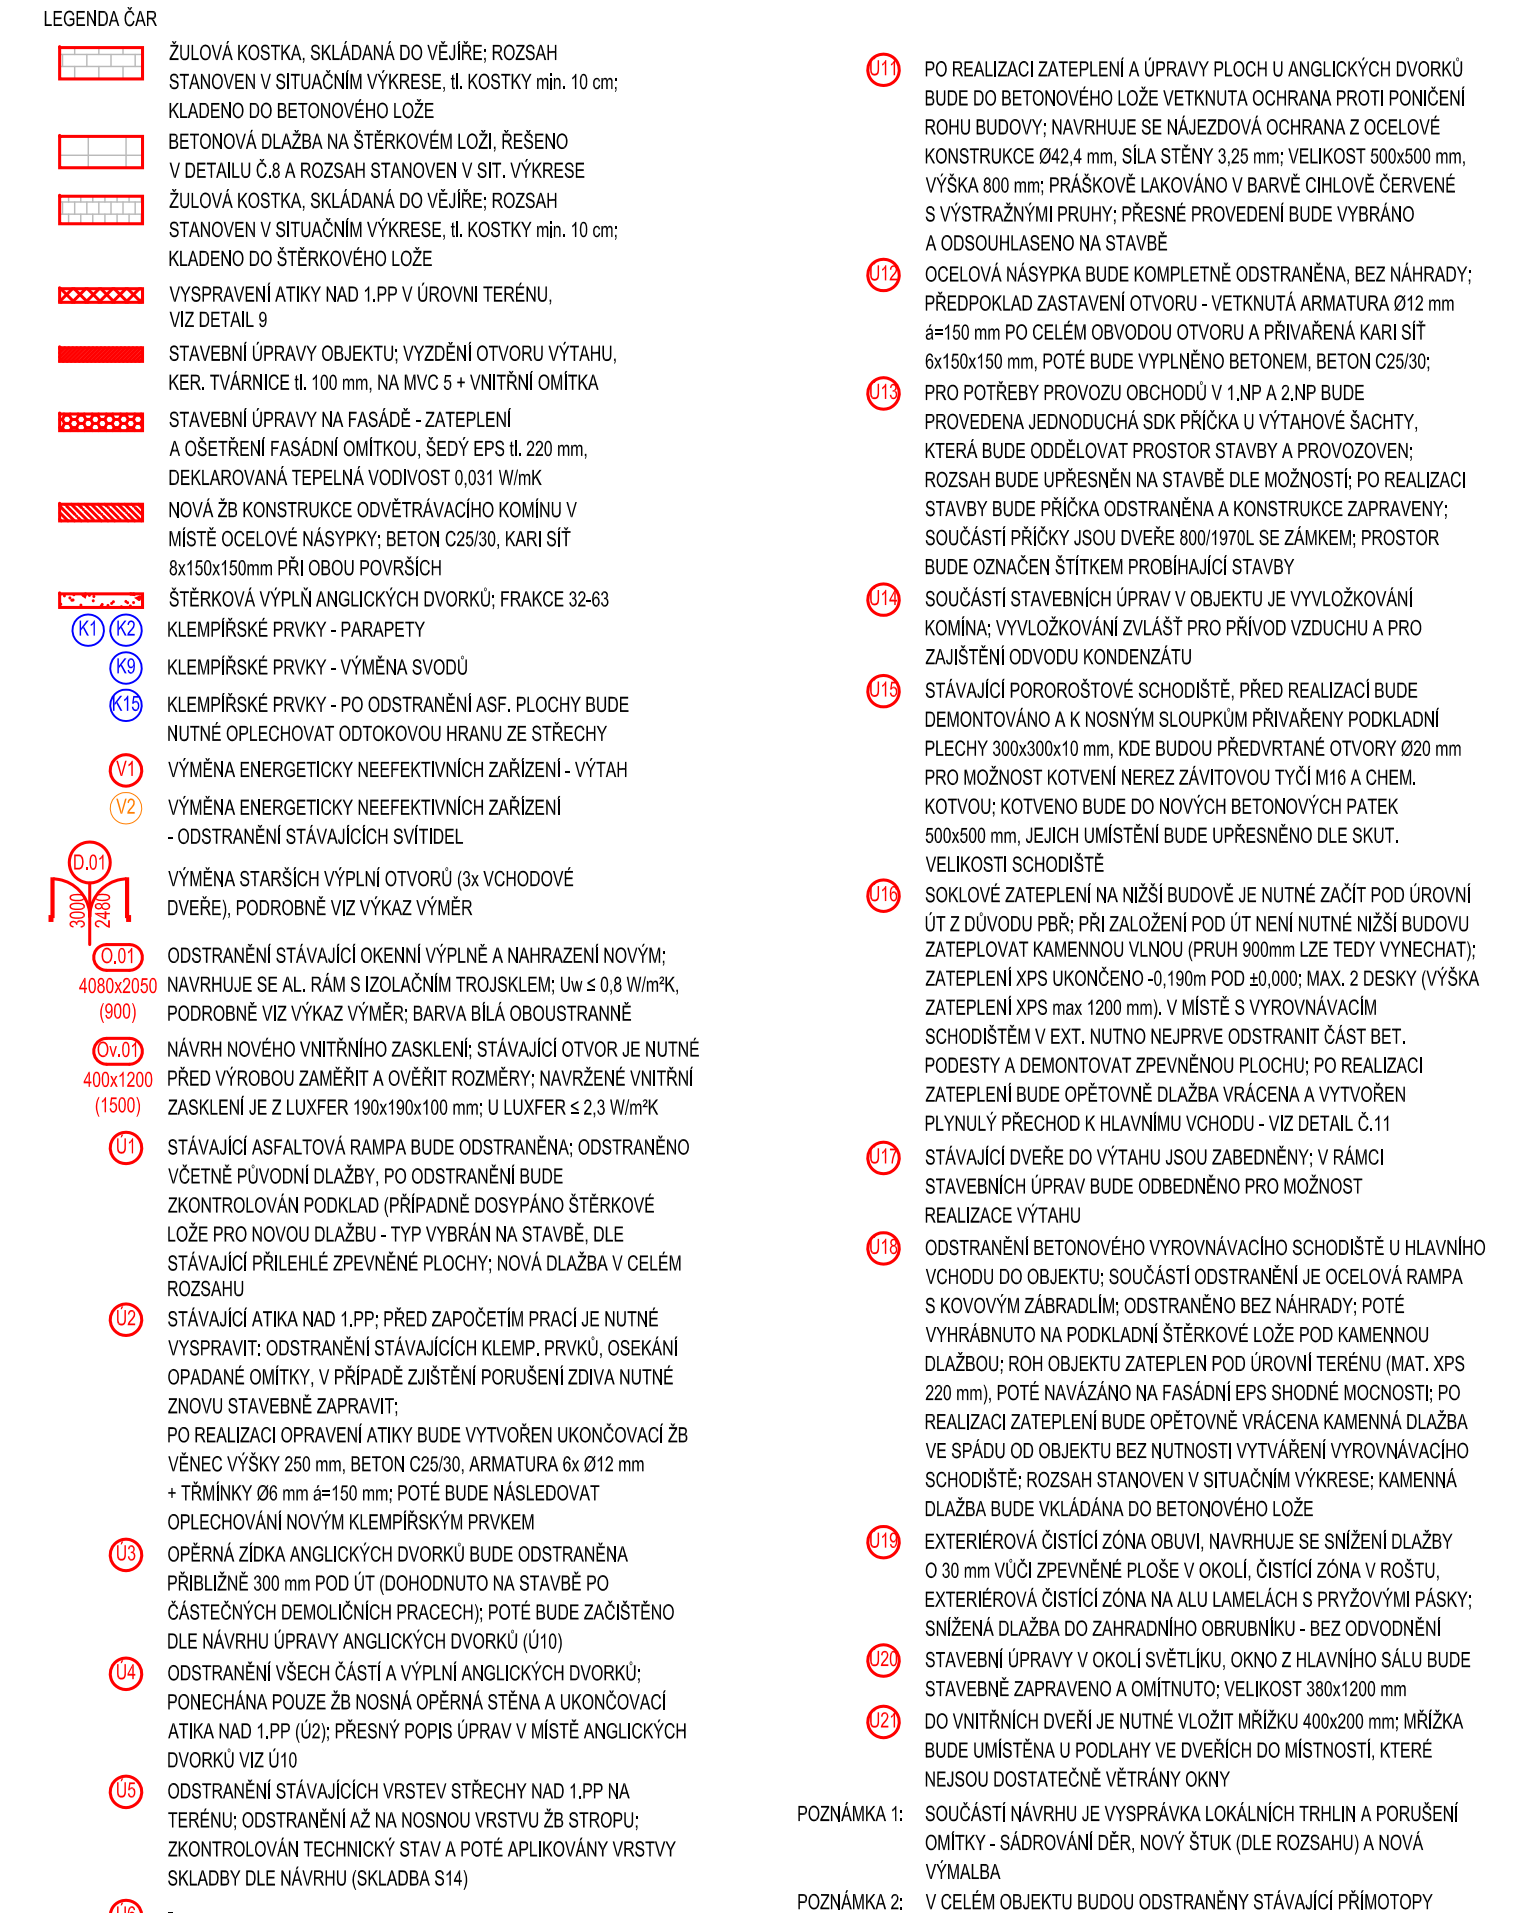 LEGENDA ČAR
ŽULOVÁ KOSTKA, SKLÁDANÁ DO VĚJÍŘE; ROZSAH
STANOVEN V SITUAČNÍM VÝKRESE, tl. KOSTKY min. 10 cm;
KLADENO DO BETONOVÉHO LOŽE
BETONOVÁ DLAŽBA NA ŠTĚRKOVÉM LOŽI, ŘEŠENO
V DETAILU Č.8 A ROZSAH STANOVEN V SIT. VÝKRESE
ŽULOVÁ KOSTKA, SKLÁDANÁ DO VĚJÍŘE; ROZSAH
STANOVEN V SITUAČNÍM VÝKRESE, tl. KOSTKY min. 10 cm;
KLADENO DO ŠTĚRKOVÉHO LOŽE
VYSPRAVENÍ ATIKY NAD 1.PP V ÚROVNI TERÉNU,
VIZ DETAIL 9
STAVEBNÍ ÚPRAVY OBJEKTU; VYZDĚNÍ OTVORU VÝTAHU,
KER. TVÁRNICE tl. 100 mm, NA MVC 5 + VNITŘNÍ OMÍTKA
STAVEBNÍ ÚPRAVY NA FASÁDĚ - ZATEPLENÍ
A OŠETŘENÍ FASÁDNÍ OMÍTKOU, ŠEDÝ EPS tl. 220 mm,
DEKLAROVANÁ TEPELNÁ VODIVOST 0,031 W/mK
NOVÁ ŽB KONSTRUKCE ODVĚTRÁVACÍHO KOMÍNU V
MÍSTĚ OCELOVÉ NÁSYPKY; BETON C25/30, KARI SÍŤ
8x150x150mm PŘI OBOU POVRŠÍCH
ŠTĚRKOVÁ VÝPLŇ ANGLICKÝCH DVORKŮ; FRAKCE 32-63
K1 K2 KLEMPÍŘSKÉ PRVKY - PARAPETY
K9 KLEMPÍŘSKÉ PRVKY - VÝMĚNA SVODŮ
K15 KLEMPÍŘSKÉ PRVKY - PO ODSTRANĚNÍ ASF. PLOCHY BUDE
NUTNÉ OPLECHOVAT ODTOKOVOU HRANU ZE STŘECHY
V1 VÝMĚNA ENERGETICKY NEEFEKTIVNÍCH ZAŘÍZENÍ - VÝTAH
V2 VÝMĚNA ENERGETICKY NEEFEKTIVNÍCH ZAŘÍZENÍ
- ODSTRANĚNÍ STÁVAJÍCÍCH SVÍTIDEL
D.01
3000
2480
VÝMĚNA STARŠÍCH VÝPLNÍ OTVORŮ (3x VCHODOVÉ
DVEŘE), PODROBNĚ VIZ VÝKAZ VÝMĚR
O.01 ODSTRANĚNÍ STÁVAJÍCÍ OKENNÍ VÝPLNĚ A NAHRAZENÍ NOVÝM;
4080x2050 NAVRHUJE SE AL. RÁM S IZOLAČNÍM TROJSKLEM; Uw ≤ 0,8 W/m²K,
(900) PODROBNĚ VIZ VÝKAZ VÝMĚR; BARVA BÍLÁ OBOUSTRANNĚ
Ov.01 NÁVRH NOVÉHO VNITŘNÍHO ZASKLENÍ; STÁVAJÍCÍ OTVOR JE NUTNÉ
400x1200 PŘED VÝROBOU ZAMĚŘIT A OVĚŘIT ROZMĚRY; NAVRŽENÉ VNITŘNÍ
(1500) ZASKLENÍ JE Z LUXFER 190x190x100 mm; U LUXFER ≤ 2,3 W/m²K
Ú1 STÁVAJÍCÍ ASFALTOVÁ RAMPA BUDE ODSTRANĚNA; ODSTRANĚNO
VČETNĚ PŮVODNÍ DLAŽBY, PO ODSTRANĚNÍ BUDE
ZKONTROLOVÁN PODKLAD (PŘÍPADNĚ DOSYPÁNO ŠTĚRKOVÉ
LOŽE PRO NOVOU DLAŽBU - TYP VYBRÁN NA STAVBĚ, DLE
STÁVAJÍCÍ PŘILEHLÉ ZPEVNĚNÉ PLOCHY; NOVÁ DLAŽBA V CELÉM
ROZSAHU
Ú2 STÁVAJÍCÍ ATIKA NAD 1.PP; PŘED ZAPOČETÍM PRACÍ JE NUTNÉ
VYSPRAVIT: ODSTRANĚNÍ STÁVAJÍCÍCH KLEMP. PRVKŮ, OSEKÁNÍ
OPADANÉ OMÍTKY, V PŘÍPADĚ ZJIŠTĚNÍ PORUŠENÍ ZDIVA NUTNÉ
ZNOVU STAVEBNĚ ZAPRAVIT;
PO REALIZACI OPRAVENÍ ATIKY BUDE VYTVOŘEN UKONČOVACÍ ŽB
VĚNEC VÝŠKY 250 mm, BETON C25/30, ARMATURA 6x Ø12 mm
+ TŘMÍNKY Ø6 mm á=150 mm; POTÉ BUDE NÁSLEDOVAT
OPLECHOVÁNÍ NOVÝM KLEMPÍŘSKÝM PRVKEM
Ú3 OPĚRNÁ ZÍDKA ANGLICKÝCH DVORKŮ BUDE ODSTRANĚNA
PŘIBLIŽNĚ 300 mm POD ÚT (DOHODNUTO NA STAVBĚ PO
ČÁSTEČNÝCH DEMOLIČNÍCH PRACECH); POTÉ BUDE ZAČIŠTĚNO
DLE NÁVRHU ÚPRAVY ANGLICKÝCH DVORKŮ (Ú10)
Ú4 ODSTRANĚNÍ VŠECH ČÁSTÍ A VÝPLNÍ ANGLICKÝCH DVORKŮ;
PONECHÁNA POUZE ŽB NOSNÁ OPĚRNÁ STĚNA A UKONČOVACÍ
ATIKA NAD 1.PP (Ú2); PŘESNÝ POPIS ÚPRAV V MÍSTĚ ANGLICKÝCH
DVORKŮ VIZ Ú10
Ú5 ODSTRANĚNÍ STÁVAJÍCÍCH VRSTEV STŘECHY NAD 1.PP NA
TERÉNU; ODSTRANĚNÍ AŽ NA NOSNOU VRSTVU ŽB STROPU;
ZKONTROLOVÁN TECHNICKÝ STAV A POTÉ APLIKOVÁNY VRSTVY
SKLADBY DLE NÁVRHU (SKLADBA S14)
Ú6 -
Ú11 PO REALIZACI ZATEPLENÍ A ÚPRAVY PLOCH U ANGLICKÝCH DVORKŮ
BUDE DO BETONOVÉHO LOŽE VETKNUTA OCHRANA PROTI PONIČENÍ
ROHU BUDOVY; NAVRHUJE SE NÁJEZDOVÁ OCHRANA Z OCELOVÉ
KONSTRUKCE Ø42,4 mm, SÍLA STĚNY 3,25 mm; VELIKOST 500x500 mm,
VÝŠKA 800 mm; PRÁŠKOVĚ LAKOVÁNO V BARVĚ CIHLOVĚ ČERVENÉ
S VÝSTRAŽNÝMI PRUHY; PŘESNÉ PROVEDENÍ BUDE VYBRÁNO
A ODSOUHLASENO NA STAVBĚ
Ú12 OCELOVÁ NÁSYPKA BUDE KOMPLETNĚ ODSTRANĚNA, BEZ NÁHRADY;
PŘEDPOKLAD ZASTAVENÍ OTVORU - VETKNUTÁ ARMATURA Ø12 mm
á=150 mm PO CELÉM OBVODOU OTVORU A PŘIVAŘENÁ KARI SÍŤ
6x150x150 mm, POTÉ BUDE VYPLNĚNO BETONEM, BETON C25/30;
Ú13 PRO POTŘEBY PROVOZU OBCHODŮ V 1.NP A 2.NP BUDE
PROVEDENA JEDNODUCHÁ SDK PŘÍČKA U VÝTAHOVÉ ŠACHTY,
KTERÁ BUDE ODDĚLOVAT PROSTOR STAVBY A PROVOZOVEN;
ROZSAH BUDE UPŘESNĚN NA STAVBĚ DLE MOŽNOSTÍ; PO REALIZACI
STAVBY BUDE PŘÍČKA ODSTRANĚNA A KONSTRUKCE ZAPRAVENY;
SOUČÁSTÍ PŘÍČKY JSOU DVEŘE 800/1970L SE ZÁMKEM; PROSTOR
BUDE OZNAČEN ŠTÍTKEM PROBÍHAJÍCÍ STAVBY
Ú14 SOUČÁSTÍ STAVEBNÍCH ÚPRAV V OBJEKTU JE VYVLOŽKOVÁNÍ
KOMÍNA; VYVLOŽKOVÁNÍ ZVLÁŠŤ PRO PŘÍVOD VZDUCHU A PRO
ZAJIŠTĚNÍ ODVODU KONDENZÁTU
Ú15 STÁVAJÍCÍ POROROŠTOVÉ SCHODIŠTĚ, PŘED REALIZACÍ BUDE
DEMONTOVÁNO A K NOSNÝM SLOUPKŮM PŘIVAŘENY PODKLADNÍ
PLECHY 300x300x10 mm, KDE BUDOU PŘEDVRTANÉ OTVORY Ø20 mm
PRO MOŽNOST KOTVENÍ NEREZ ZÁVITOVOU TYČÍ M16 A CHEM.
KOTVOU; KOTVENO BUDE DO NOVÝCH BETONOVÝCH PATEK
500x500 mm, JEJICH UMÍSTĚNÍ BUDE UPŘESNĚNO DLE SKUT.
VELIKOSTI SCHODIŠTĚ
Ú16 SOKLOVÉ ZATEPLENÍ NA NIŽŠÍ BUDOVĚ JE NUTNÉ ZAČÍT POD ÚROVNÍ
ÚT Z DŮVODU PBŘ; PŘI ZALOŽENÍ POD ÚT NENÍ NUTNÉ NIŽŠÍ BUDOVU
ZATEPLOVAT KAMENNOU VLNOU (PRUH 900mm LZE TEDY VYNECHAT);
ZATEPLENÍ XPS UKONČENO -0,190m POD ±0,000; MAX. 2 DESKY (VÝŠKA
ZATEPLENÍ XPS max 1200 mm). V MÍSTĚ S VYROVNÁVACÍM
SCHODIŠTĚM V EXT. NUTNO NEJPRVE ODSTRANIT ČÁST BET.
PODESTY A DEMONTOVAT ZPEVNĚNOU PLOCHU; PO REALIZACI
ZATEPLENÍ BUDE OPĚTOVNĚ DLAŽBA VRÁCENA A VYTVOŘEN
PLYNULÝ PŘECHOD K HLAVNÍMU VCHODU - VIZ DETAIL Č.11
Ú17 STÁVAJÍCÍ DVEŘE DO VÝTAHU JSOU ZABEDNĚNY; V RÁMCI
STAVEBNÍCH ÚPRAV BUDE ODBEDNĚNO PRO MOŽNOST
REALIZACE VÝTAHU
Ú18 ODSTRANĚNÍ BETONOVÉHO VYROVNÁVACÍHO SCHODIŠTĚ U HLAVNÍHO
VCHODU DO OBJEKTU; SOUČÁSTÍ ODSTRANĚNÍ JE OCELOVÁ RAMPA
S KOVOVÝM ZÁBRADLÍM; ODSTRANĚNO BEZ NÁHRADY; POTÉ
VYHRÁBNUTO NA PODKLADNÍ ŠTĚRKOVÉ LOŽE POD KAMENNOU
DLAŽBOU; ROH OBJEKTU ZATEPLEN POD ÚROVNÍ TERÉNU (MAT. XPS
220 mm), POTÉ NAVÁZÁNO NA FASÁDNÍ EPS SHODNÉ MOCNOSTI; PO
REALIZACI ZATEPLENÍ BUDE OPĚTOVNĚ VRÁCENA KAMENNÁ DLAŽBA
VE SPÁDU OD OBJEKTU BEZ NUTNOSTI VYTVÁŘENÍ VYROVNÁVACÍHO
SCHODIŠTĚ; ROZSAH STANOVEN V SITUAČNÍM VÝKRESE; KAMENNÁ
DLAŽBA BUDE VKLÁDÁNA DO BETONOVÉHO LOŽE
Ú19 EXTERIÉROVÁ ČISTÍCÍ ZÓNA OBUVI, NAVRHUJE SE SNÍŽENÍ DLAŽBY
O 30 mm VŮČI ZPEVNĚNÉ PLOŠE V OKOLÍ, ČISTÍCÍ ZÓNA V ROŠTU,
EXTERIÉROVÁ ČISTÍCÍ ZÓNA NA ALU LAMELÁCH S PRYŽOVÝMI PÁSKY;
SNÍŽENÁ DLAŽBA DO ZAHRADNÍHO OBRUBNÍKU - BEZ ODVODNĚNÍ
Ú20 STAVEBNÍ ÚPRAVY V OKOLÍ SVĚTLÍKU, OKNO Z HLAVNÍHO SÁLU BUDE
STAVEBNĚ ZAPRAVENO A OMÍTNUTO; VELIKOST 380x1200 mm
Ú21 DO VNITŘNÍCH DVEŘÍ JE NUTNÉ VLOŽIT MŘÍŽKU 400x200 mm; MŘÍŽKA
BUDE UMÍSTĚNA U PODLAHY VE DVEŘÍCH DO MÍSTNOSTÍ, KTERÉ
NEJSOU DOSTATEČNĚ VĚTRÁNY OKNY
POZNÁMKA 1: SOUČÁSTÍ NÁVRHU JE VYSPRÁVKA LOKÁLNÍCH TRHLIN A PORUŠENÍ
OMÍTKY - SÁDROVÁNÍ DĚR, NOVÝ ŠTUK (DLE ROZSAHU) A NOVÁ
VÝMALBA
POZNÁMKA 2: V CELÉM OBJEKTU BUDOU ODSTRANĚNY STÁVAJÍCÍ PŘÍMOTOPY